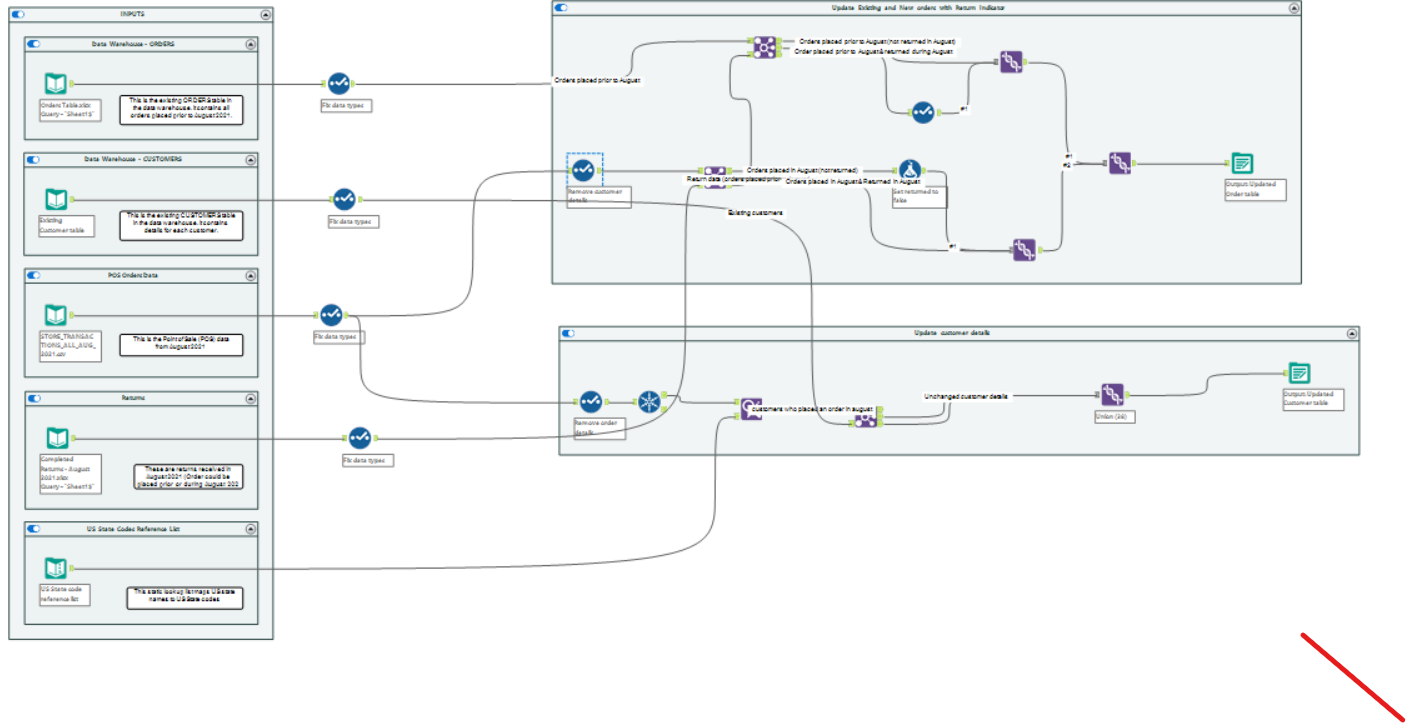 INPUTS
Data Warehouse - ORDERS
Orders Table.xlsx
Query="Sheet1$"
This is the existing ORDERS table in
the data warehouse. It contains all
orders placed prior to August 2021.
Fix data types
Data Warehouse - CUSTOMERS
Existing
Customer table
This is the existing CUSTOMERS table
in the data warehouse. It contains
details for each customer.
Fix data types
POS Orders Data
STORE_TRANSAC
TIONS_ALL_AUG_
2021.csv
This is the Point of Sale (POS) data
from August 2021
Fix data types
Returns
Completed
Returns - August
2021.xlsx
Query="Sheet1$"
These are returns received in
August 2021 (Order could be
placed prior or during August 202
Fix data types
US State Codes Reference List
US State code
reference list
This static lookup list maps US state
names to US State codes
Update Existing and New orders with Return Indicator
Orders placed prior to August
Orders placed prior to August (not returned in August)
Order placed prior to August & returned during August
#1
Remove customer
details
Orders placed in August (not returned)
Return data (orders placed prior
Orders placed in August & Returned in August
Set returned to
false
Existing customers
#1
#1
#2
Output Updated
Order table
Update customer details
Remove order
details
customers who placed an order in august
Unchanged customer details
Union (36)
Output Updated
Customer table